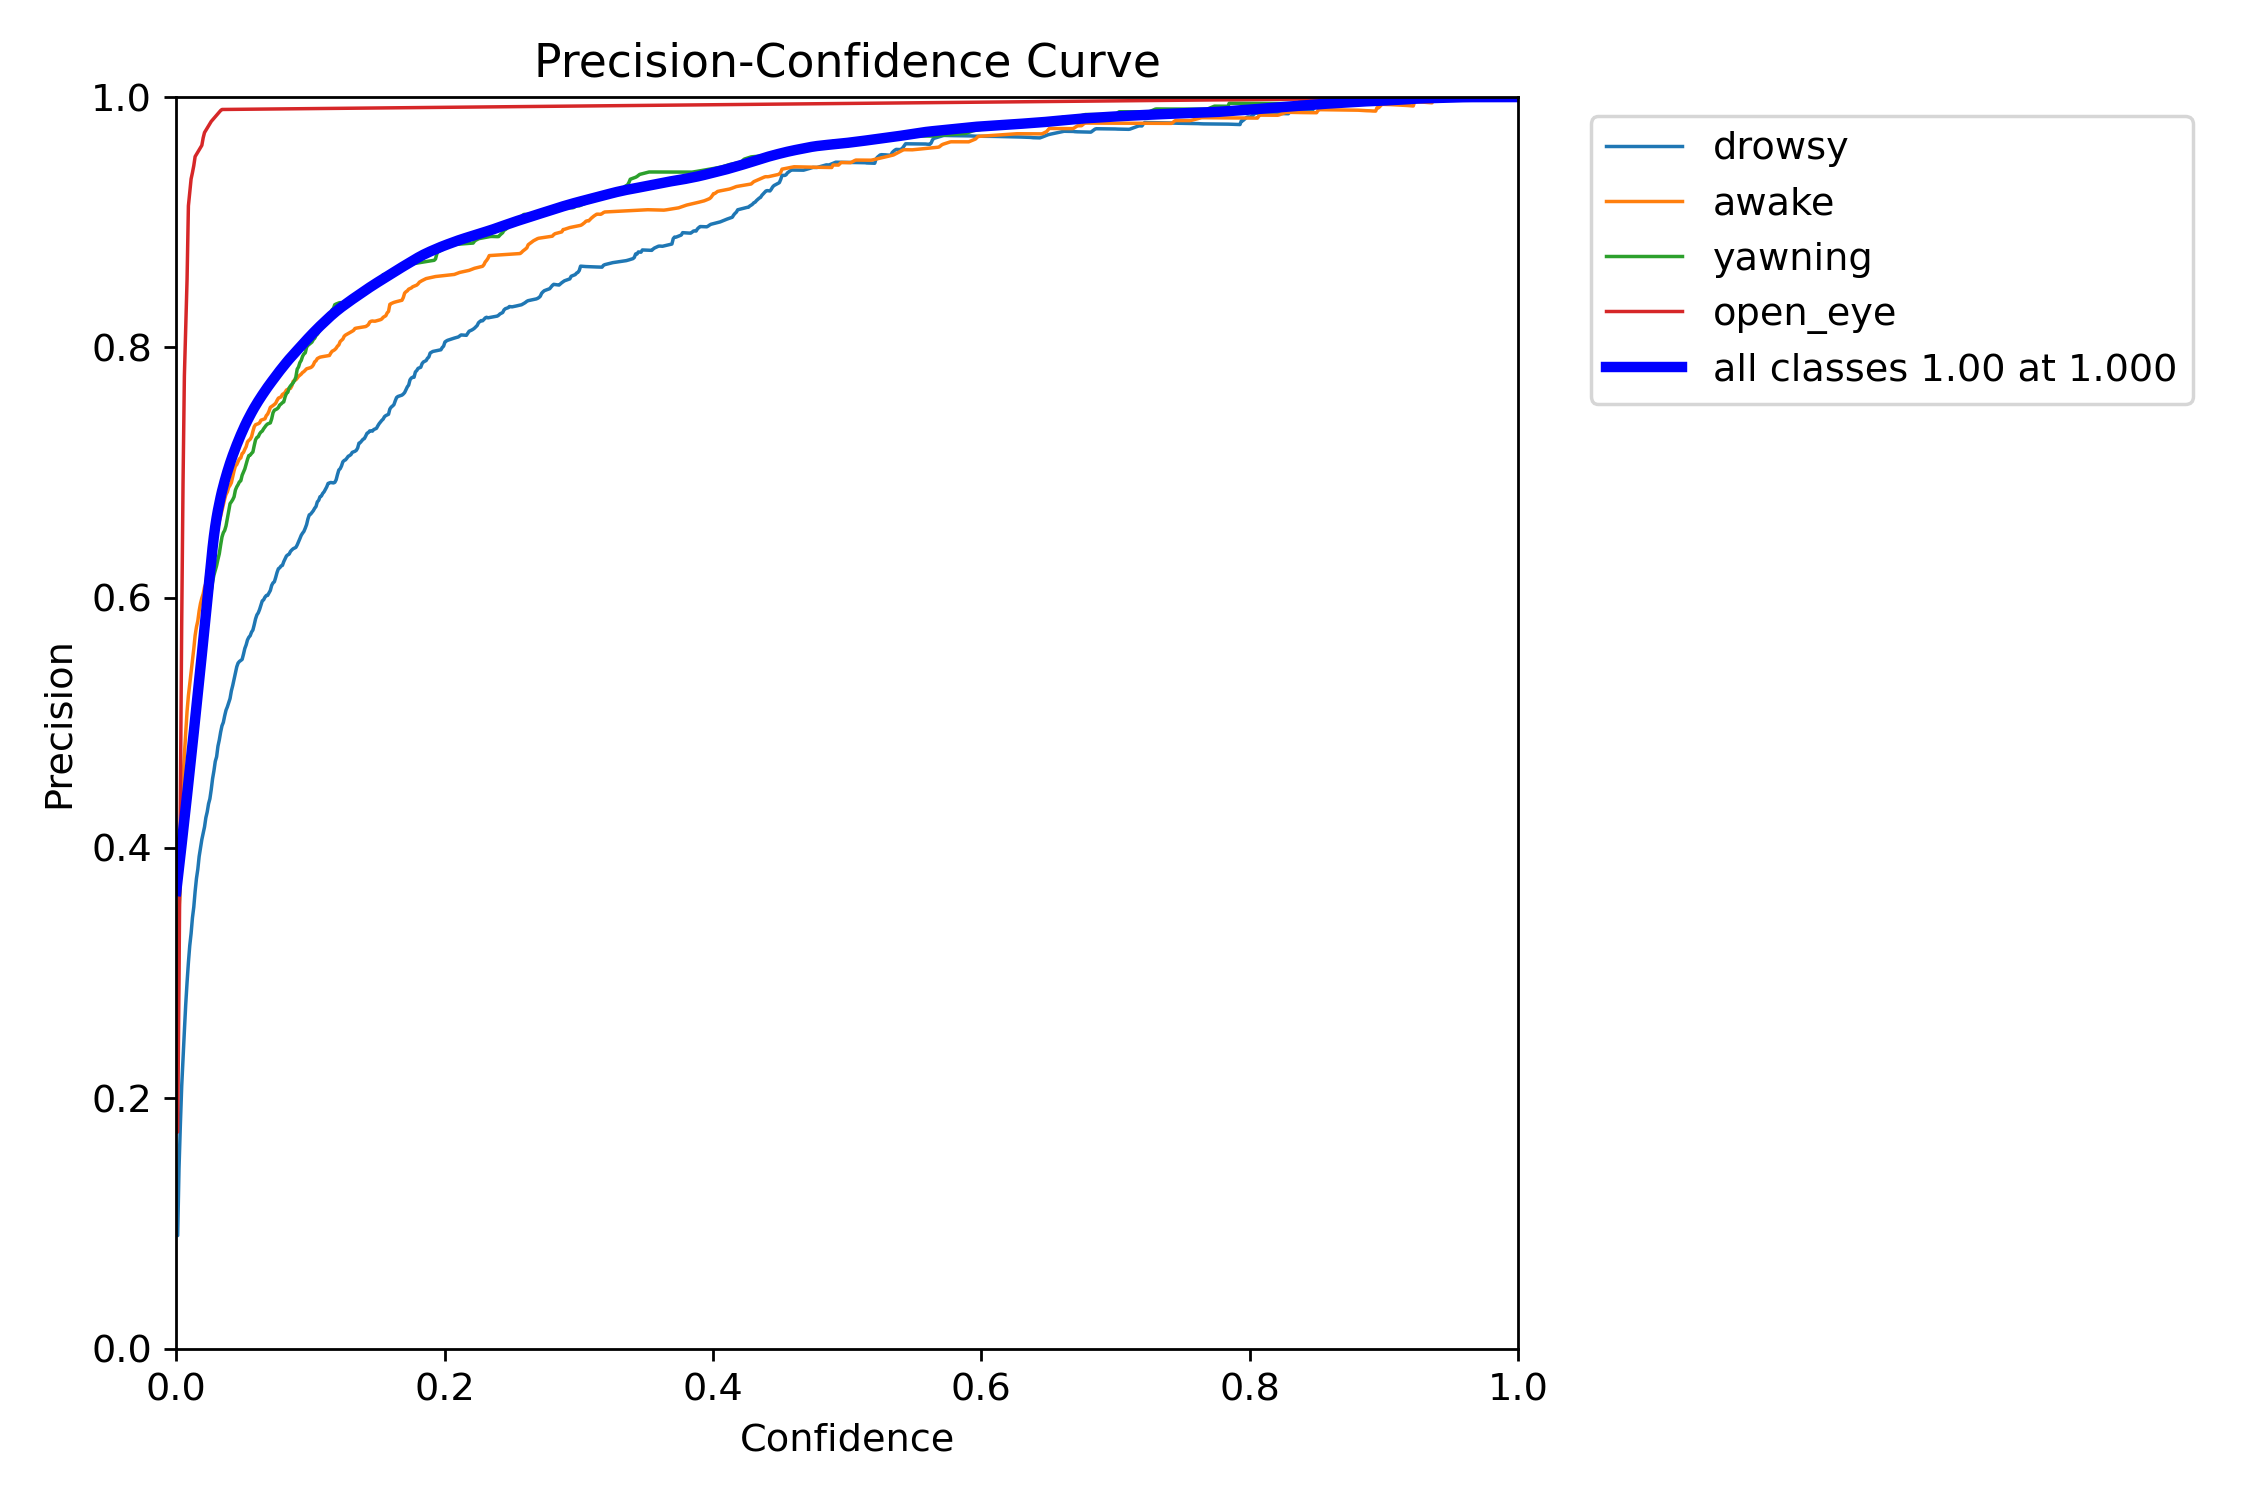 Precision-Confidence Curve
1.0
0.8
0.6
0.4
0.2
0.0
Precision
0.0 0.2 0.4 0.6 0.8 1.0
Confidence
drowsy
awake
yawning
open_eye
all classes 1.00 at 1.000